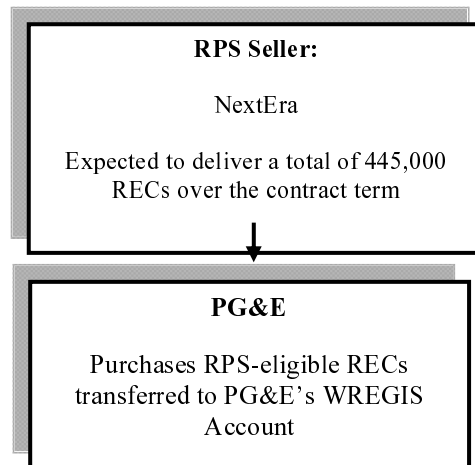 RPS Seller:
NextEra
Expected to deliver a total of 445,000
RECs over the contract term
PG&E
Purchases RPS-eligible RECs
transferred to PG&E's WREGIS
Account